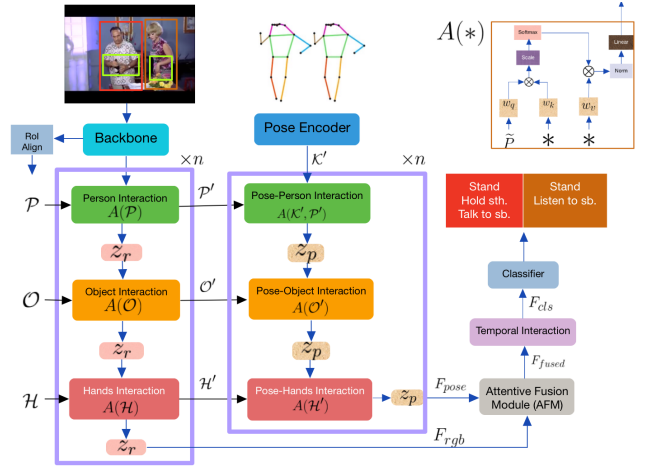 A(*)
Softmax
Scale
Linear
Norm
w_q
w_k
w_v
P̃
*
*
RoI
Align
Backbone
Pose Encoder
×n
K′
×n
P
Person Interaction
A(P)
P′
Pose-Person Interaction
A(K′, P′)
z_r
z_p
O
Object Interaction
A(O)
O′
Pose-Object Interaction
A(O′)
z_r
z_p
H
Hands Interaction
A(H)
H′
Pose-Hands Interaction
A(H′)
z_p
z_r
F_pose
F_rgb
Stand
Hold sth.
Talk to sb.
Stand
Listen to sb.
Classifier
F_cls
Temporal Interaction
F_fused
Attentive Fusion
Module (AFM)